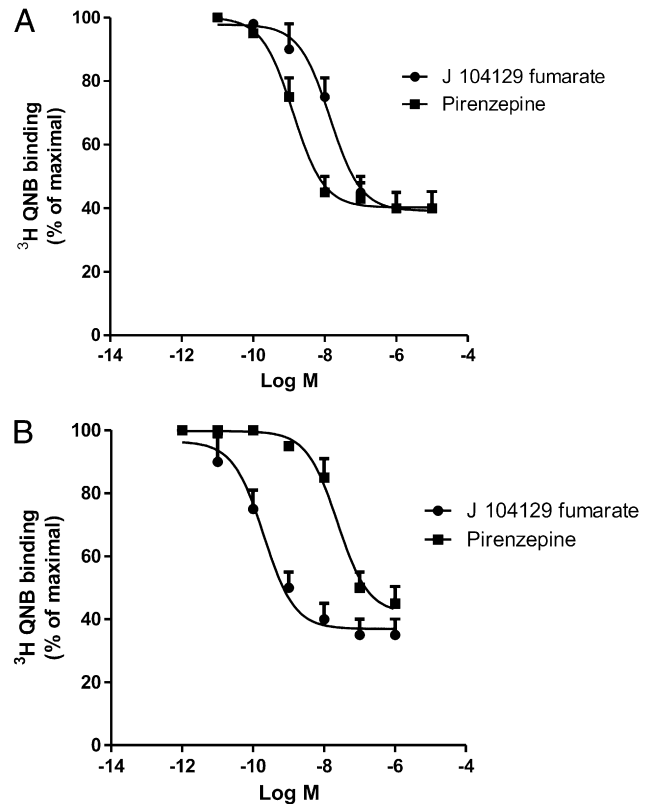 A
100
80
60
40
20
0
³H QNB binding
(% of maximal)
-14 -12 -10 -8 -6 -4
Log M
J 104129 fumarate
Pirenzepine
B
100
80
60
40
20
0
³H QNB binding
(% of maximal)
-14 -12 -10 -8 -6 -4
Log M
J 104129 fumarate
Pirenzepine